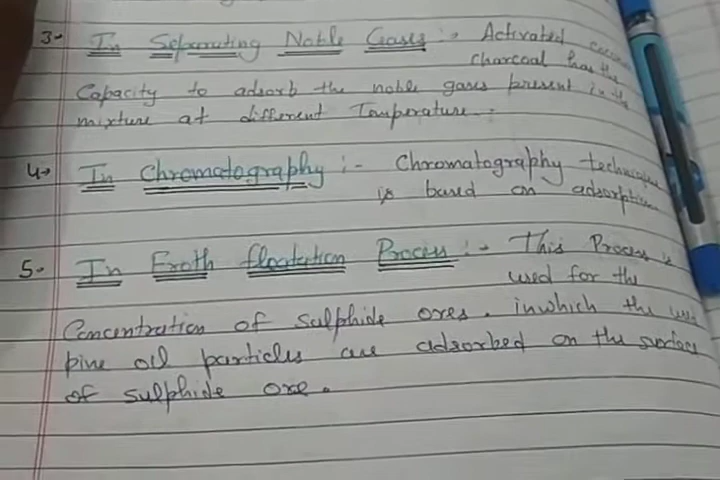 3- In Separating Noble Gases :- Activated
charcoal has the
Capacity to adsorb the noble gases present in the
mixture at different Temperature.
4→ In Chromatography :- Chromatography technique
is based on adsorption
5- In Froth floatation Process :- This Process is
used for the
Concentration of sulphide ores. in which the
pine oil particles are adsorbed on the surface
of sulphide ore.